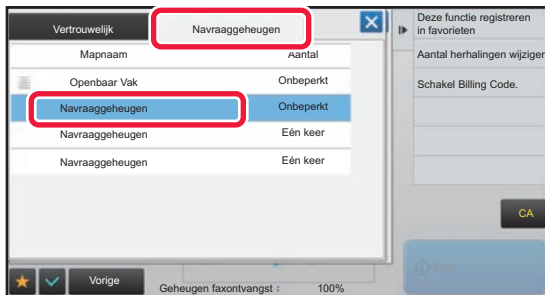 Vertrouwelijk
Navraaggeheugen
Mapnaam
Aantal
Openbaar Vak
Onbeperkt
Navraaggeheugen
Onbeperkt
Navraaggeheugen
Eén keer
Navraaggeheugen
Eén keer
Vorige
Geheugen faxontvangst :
100%
Deze functie registreren
in favorieten
Aantal herhalingen wijziger
Schakel Billing Code.
CA
Start